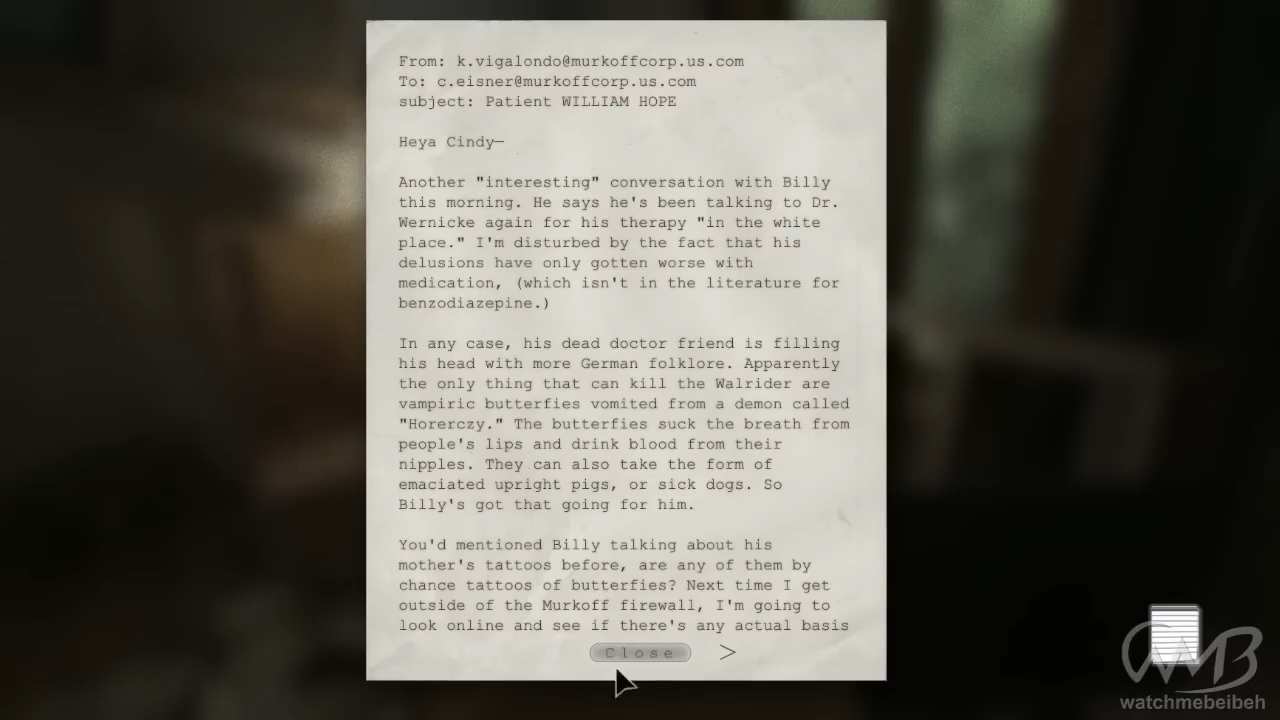 From: k.vigalondo@murkoffcorp.us.com
To: c.eisner@murkoffcorp.us.com
subject: Patient WILLIAM HOPE
Heya Cindy—
Another "interesting" conversation with Billy
this morning. He says he's been talking to Dr.
Wernicke again for his therapy "in the white
place." I'm disturbed by the fact that his
delusions have only gotten worse with
medication, (which isn't in the literature for
benzodiazepine.)
In any case, his dead doctor friend is filling
his head with more German folklore. Apparently
the only thing that can kill the Walrider are
vampiric butterfies vomited from a demon called
"Horerczy." The butterfies suck the breath from
people's lips and drink blood from their
nipples. They can also take the form of
emaciated upright pigs, or sick dogs. So
Billy's got that going for him.
You'd mentioned Billy talking about his
mother's tattoos before, are any of them by
chance tattoos of butterfies? Next time I get
outside of the Murkoff firewall, I'm going to
look online and see if there's any actual basis
Close >
WMB
watchmebeibeh